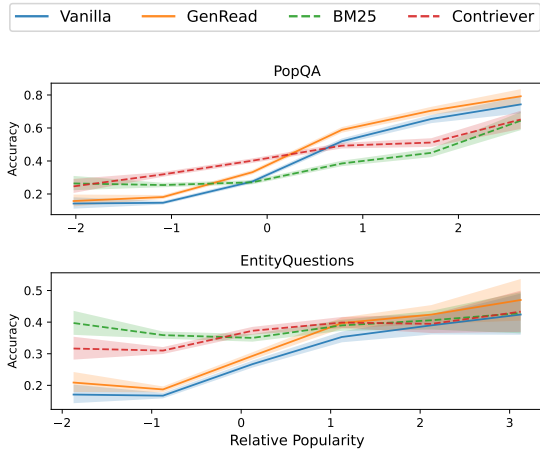 Vanilla GenRead BM25 Contriever
PopQA
Accuracy
0.8
0.6
0.4
0.2
−2 −1 0 1 2
EntityQuestions
Accuracy
0.5
0.4
0.3
0.2
−2 −1 0 1 2 3
Relative Popularity